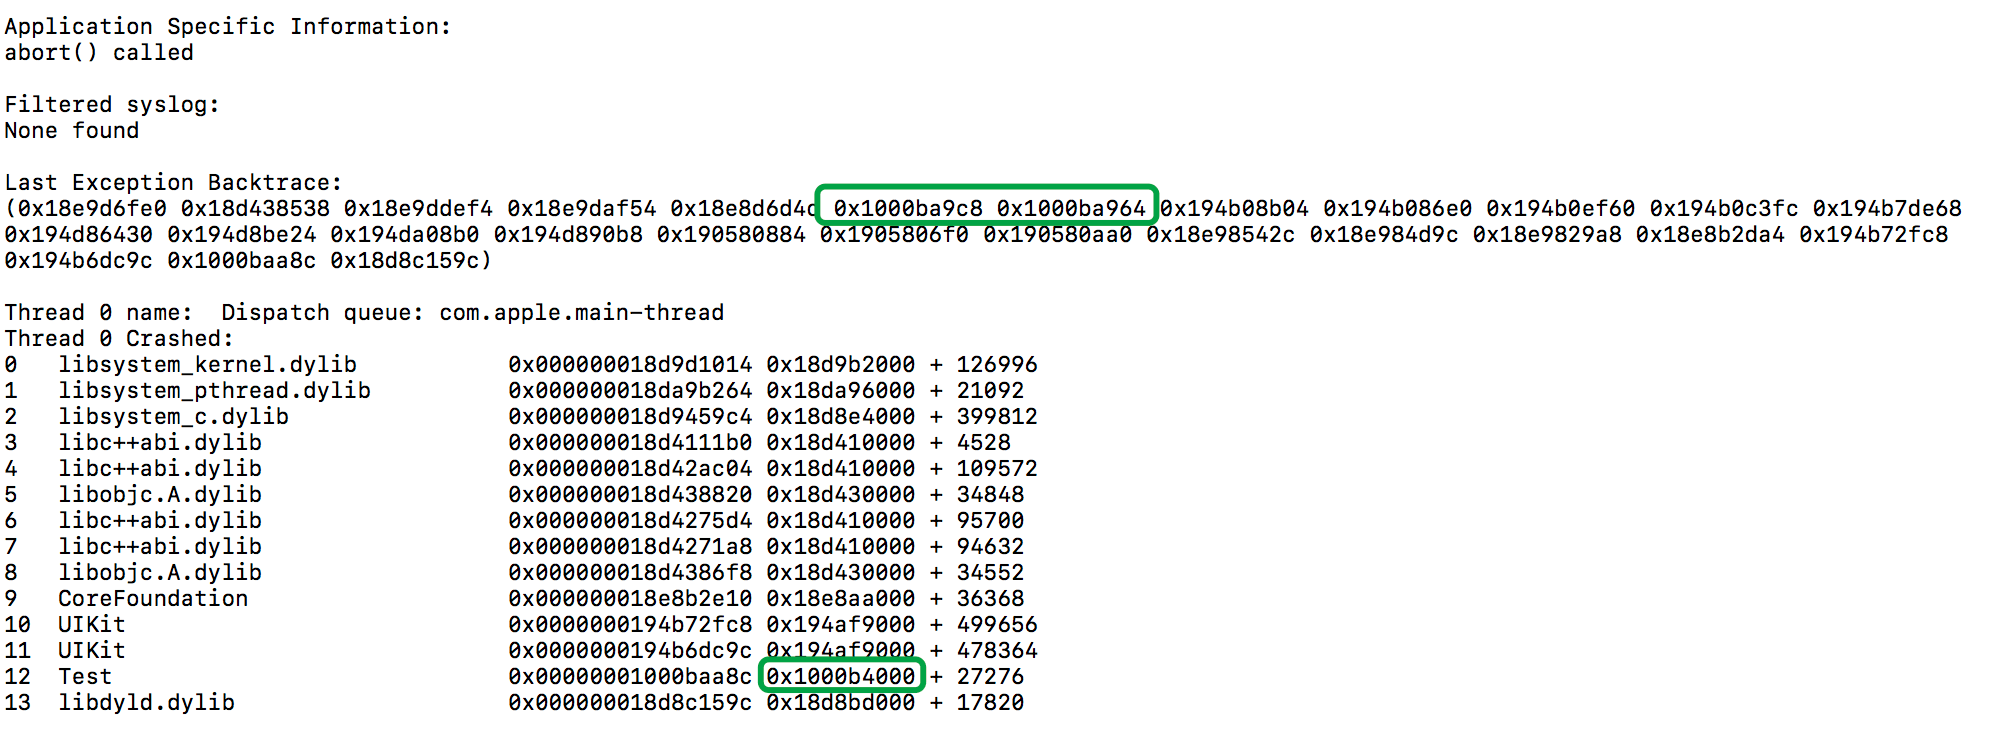 Application Specific Information:
abort() called
Filtered syslog:
None found
Last Exception Backtrace:
(0x18e9d6fe0 0x18d438538 0x18e9ddef4 0x18e9daf54 0x18e8d6d4c 0x1000ba9c8 0x1000ba964 0x194b08b04 0x194b086e0 0x194b0ef60 0x194b0c3fc 0x194b7de68
0x194d86430 0x194d8be24 0x194da08b0 0x194d890b8 0x190580884 0x1905806f0 0x190580aa0 0x18e98542c 0x18e984d9c 0x18e9829a8 0x18e8b2da4 0x194b72fc8
0x194b6dc9c 0x1000baa8c 0x18d8c159c)
Thread 0 name:  Dispatch queue: com.apple.main-thread
Thread 0 Crashed:
0   libsystem_kernel.dylib   0x000000018d9d1014 0x18d9b2000 + 126996
1   libsystem_pthread.dylib   0x000000018da9b264 0x18da96000 + 21092
2   libsystem_c.dylib   0x000000018d9459c4 0x18d8e4000 + 399812
3   libc++abi.dylib   0x000000018d4111b0 0x18d410000 + 4528
4   libc++abi.dylib   0x000000018d42ac04 0x18d410000 + 109572
5   libobjc.A.dylib   0x000000018d438820 0x18d430000 + 34848
6   libc++abi.dylib   0x000000018d4275d4 0x18d410000 + 95700
7   libc++abi.dylib   0x000000018d4271a8 0x18d410000 + 94632
8   libobjc.A.dylib   0x000000018d4386f8 0x18d430000 + 34552
9   CoreFoundation   0x000000018e8b2e10 0x18e8aa000 + 36368
10  UIKit   0x0000000194b72fc8 0x194af9000 + 499656
11  UIKit   0x0000000194b6dc9c 0x194af9000 + 478364
12  Test   0x00000001000baa8c 0x1000b4000 + 27276
13  libdyld.dylib   0x000000018d8c159c 0x18d8bd000 + 17820